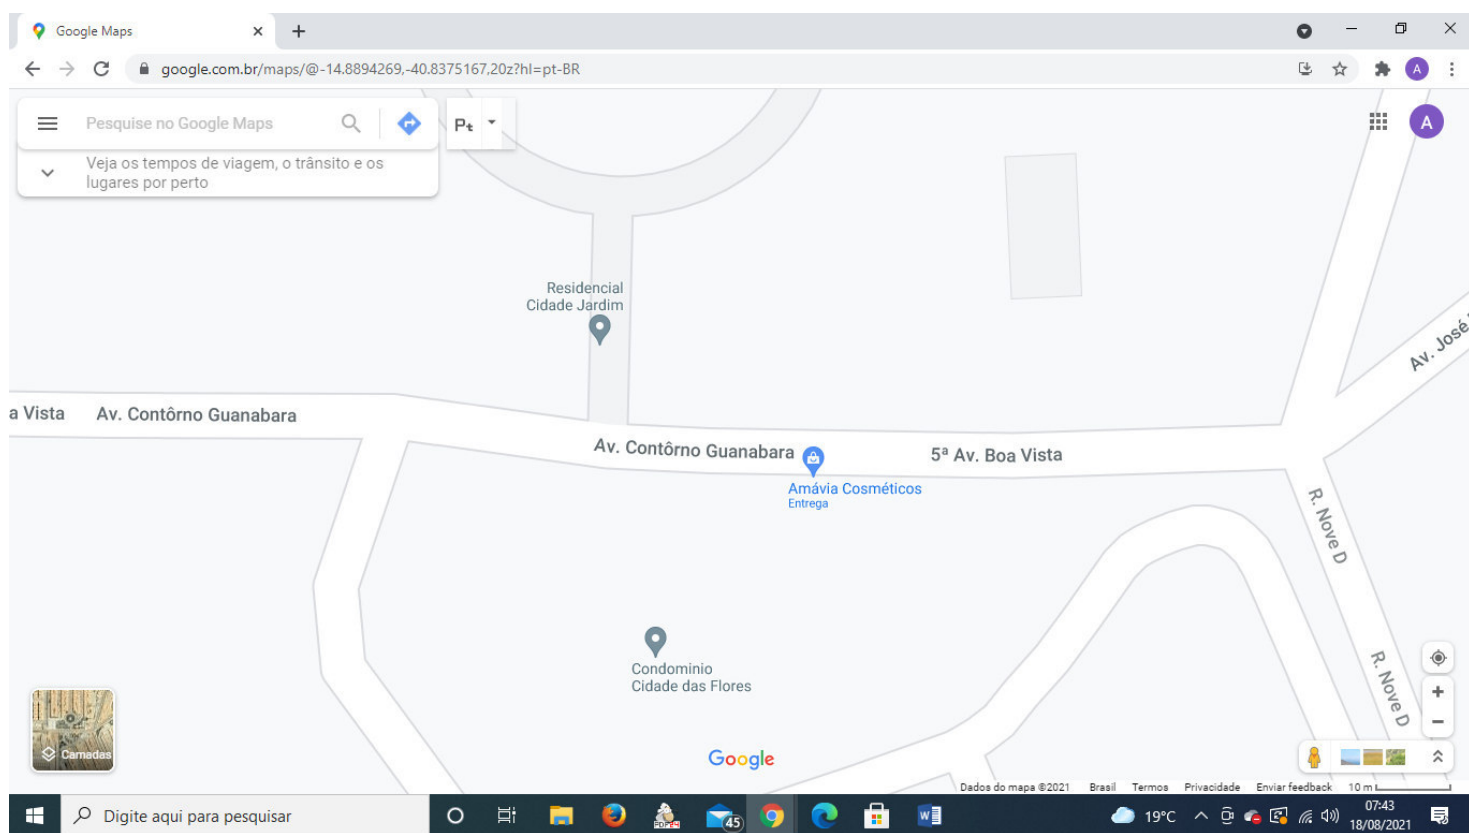 Google Maps
google.com.br/maps/@-14.8894269,-40.8375167,20z?hl=pt-BR
A
Pesquise no Google Maps
Pt
A
Veja os tempos de viagem, o trânsito e os
lugares por perto
Residencial
Cidade Jardim
Av. José
a Vista
Av. Contôrno Guanabara
Av. Contôrno Guanabara
5ª Av. Boa Vista
Amávia Cosméticos
Entrega
R. Nove D
Condominio
Cidade das Flores
R. Nove D
Camadas
Google
Dados do mapa ©2021 Brasil Termos Privacidade Enviar feedback 10 m
Digite aqui para pesquisar
45
19°C
07:43
18/08/2021